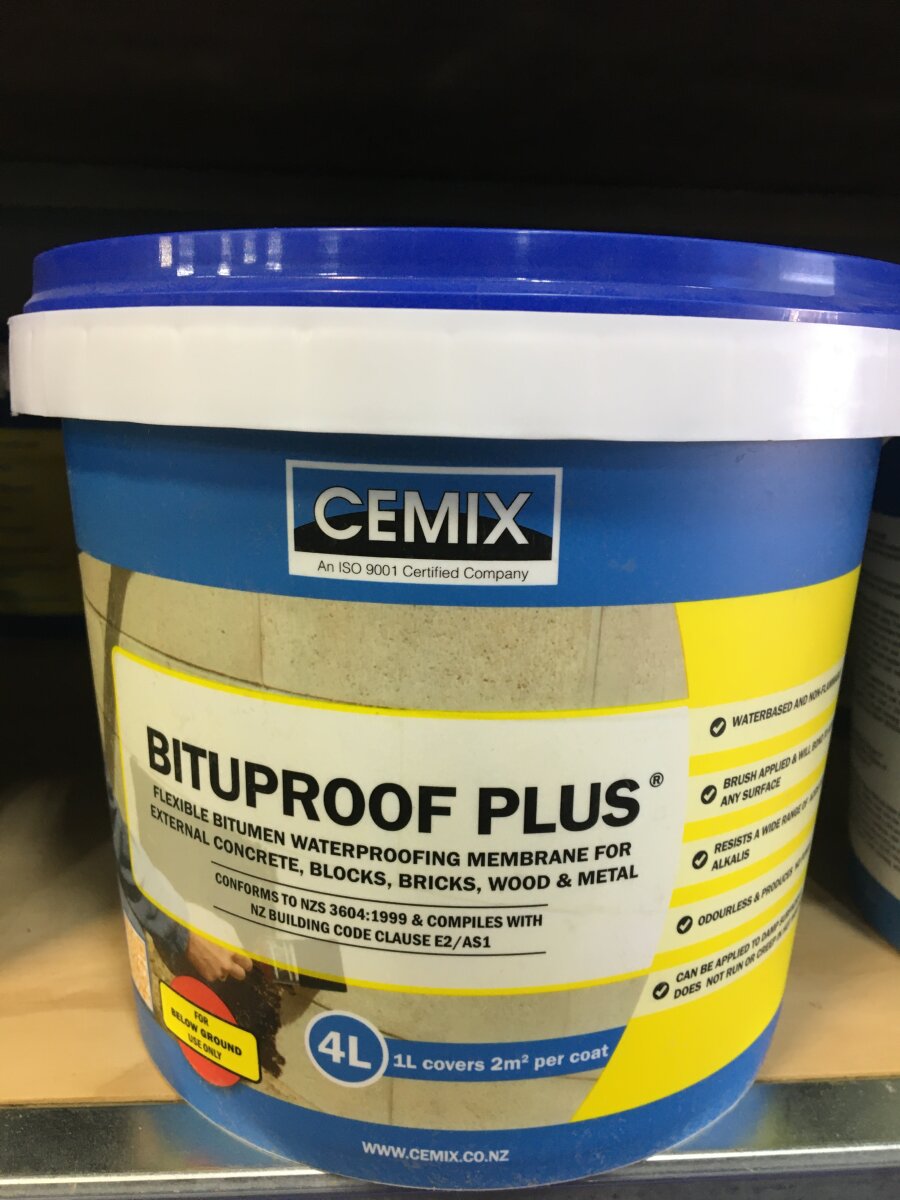 CEMIX
An ISO 9001 Certified Company
BITUPROOF PLUS®
FLEXIBLE BITUMEN WATERPROOFING MEMBRANE FOR
EXTERNAL CONCRETE, BLOCKS, BRICKS, WOOD & METAL
CONFORMS TO NZS 3604:1999 & COMPILES WITH
NZ BUILDING CODE CLAUSE E2/AS1
WATERBASED AND
BRUSH APPLIED & WILL
ANY SURFACE
RESISTS A WIDE RANGE OF
ALKALIS
ODOURLESS & PRODUCES
CAN BE APPLIED TO DAMP
DOES NOT RUN OR CREEP
FOR
BELOW GROUND
USE ONLY
4L
1L covers 2m² per coat
WWW.CEMIX.CO.NZ